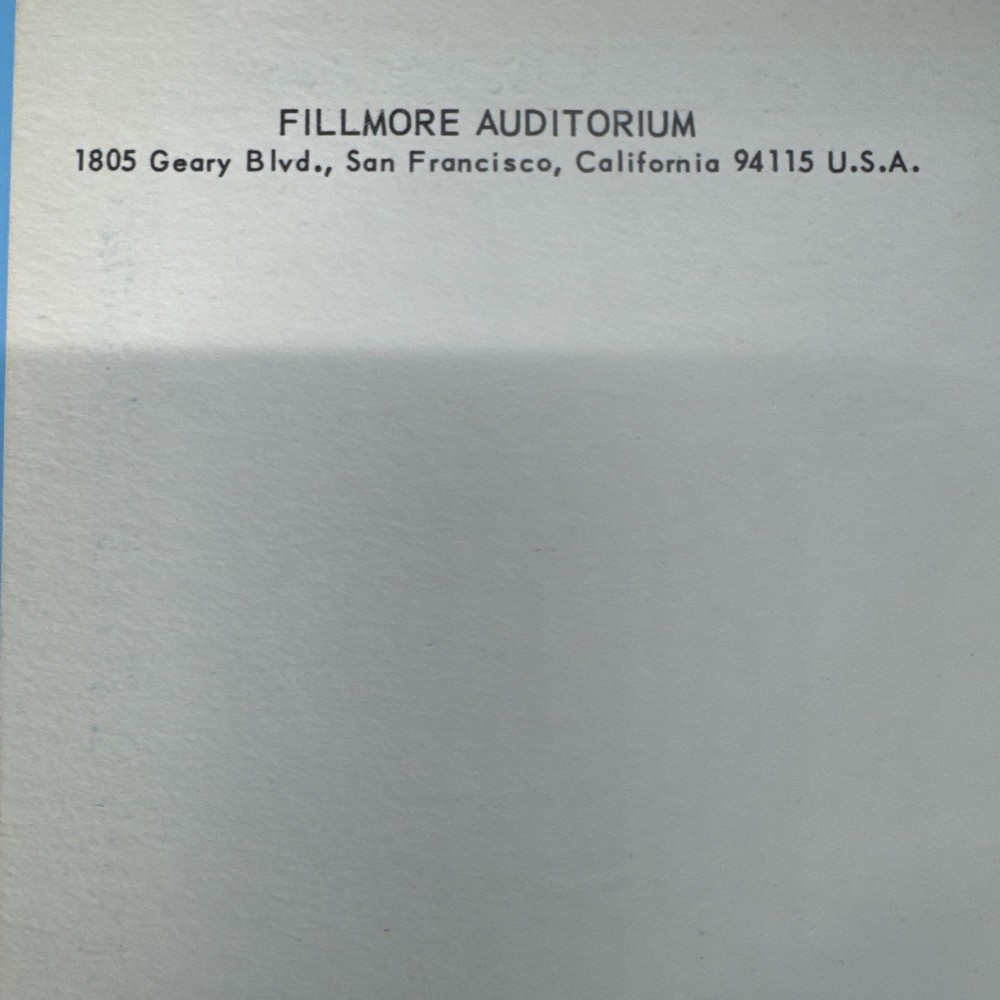 FILLMORE AUDITORIUM
1805 Geary Blvd., San Francisco, California 94115 U.S.A.